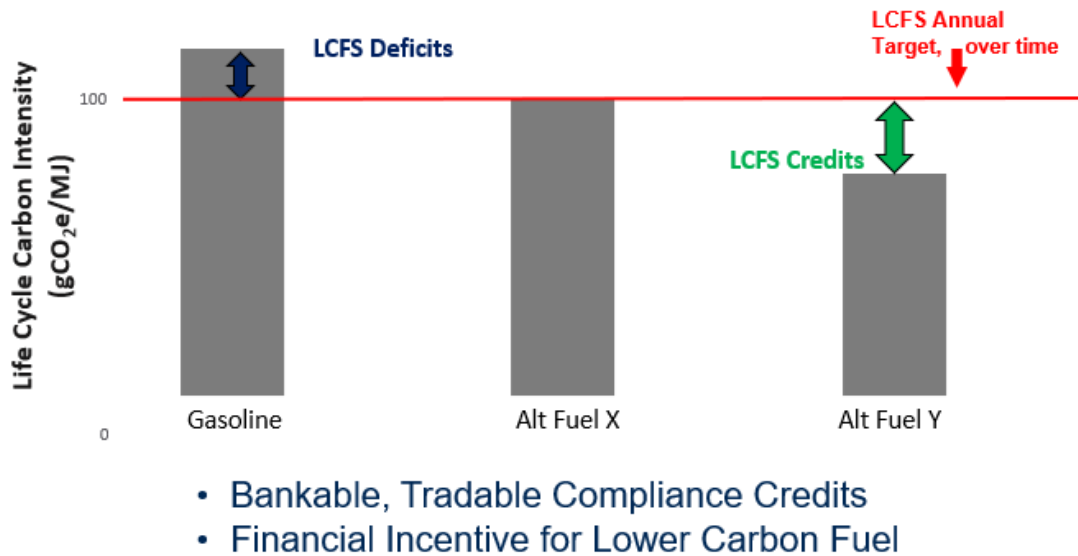 LCFS Annual
Target, over time
LCFS Deficits
100
LCFS Credits
Life Cycle Carbon Intensity
(gCO₂e/MJ)
Gasoline
Alt Fuel X
Alt Fuel Y
0
• Bankable, Tradable Compliance Credits
• Financial Incentive for Lower Carbon Fuel